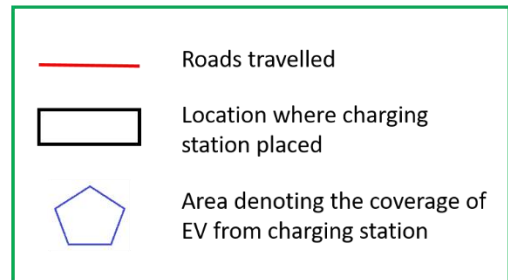 Roads travelled
Location where charging
station placed
Area denoting the coverage of
EV from charging station